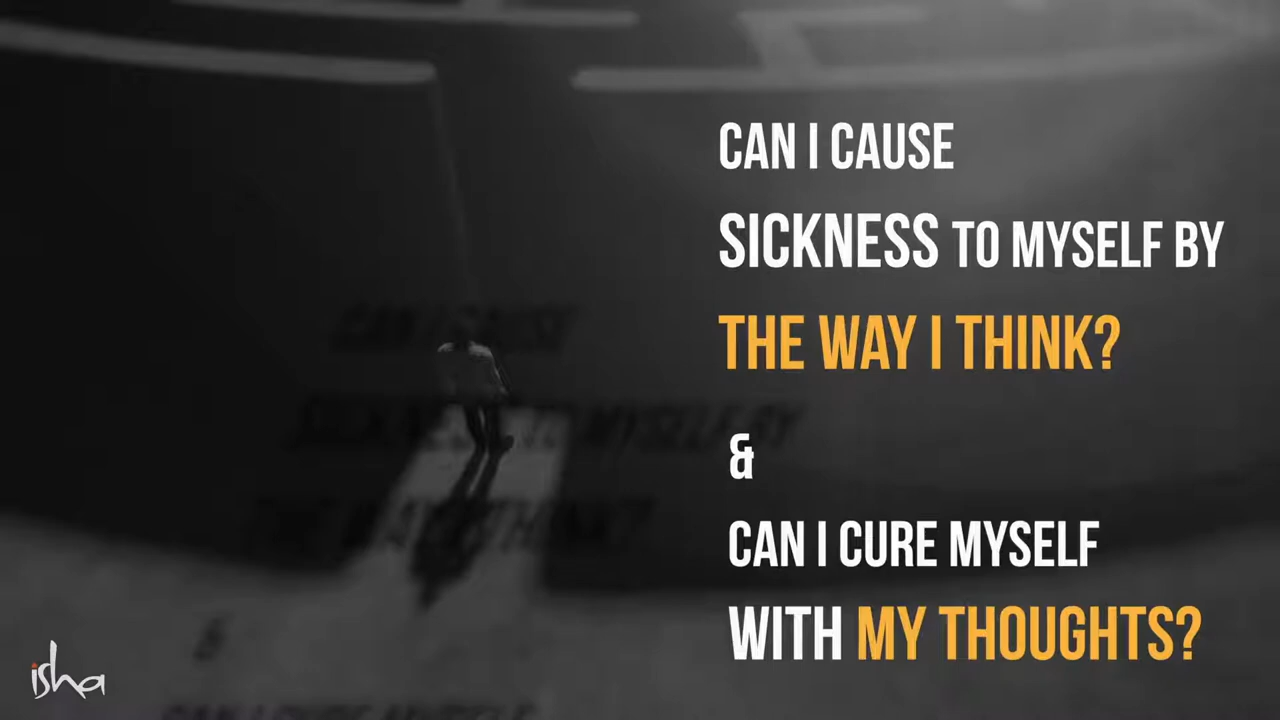 CAN I CAUSE
SICKNESS TO MYSELF BY
THE WAY I THINK?
&
CAN I CURE MYSELF
WITH MY THOUGHTS?
isha